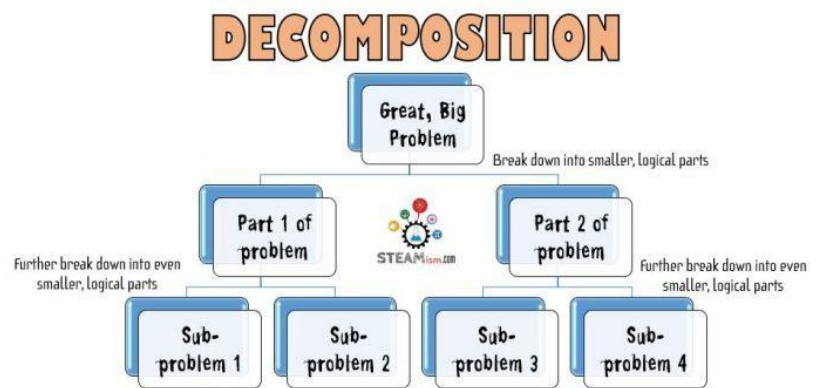 DECOMPOSITION
Great, Big
Problem
Break down into smaller, logical parts
Part 1 of
problem
STEAMism.com
Part 2 of
problem
Further break down into even
smaller, logical parts
Further break down into even
smaller, logical parts
Sub-
problem 1
Sub-
problem 2
Sub-
problem 3
Sub-
problem 4